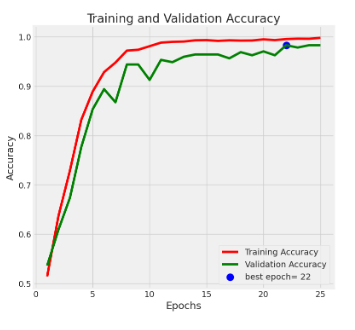 Training and Validation Accuracy
1.0
0.9
0.8
0.7
0.6
0.5
Accuracy
0
5
10
15
20
25
Epochs
Training Accuracy
Validation Accuracy
best epoch= 22